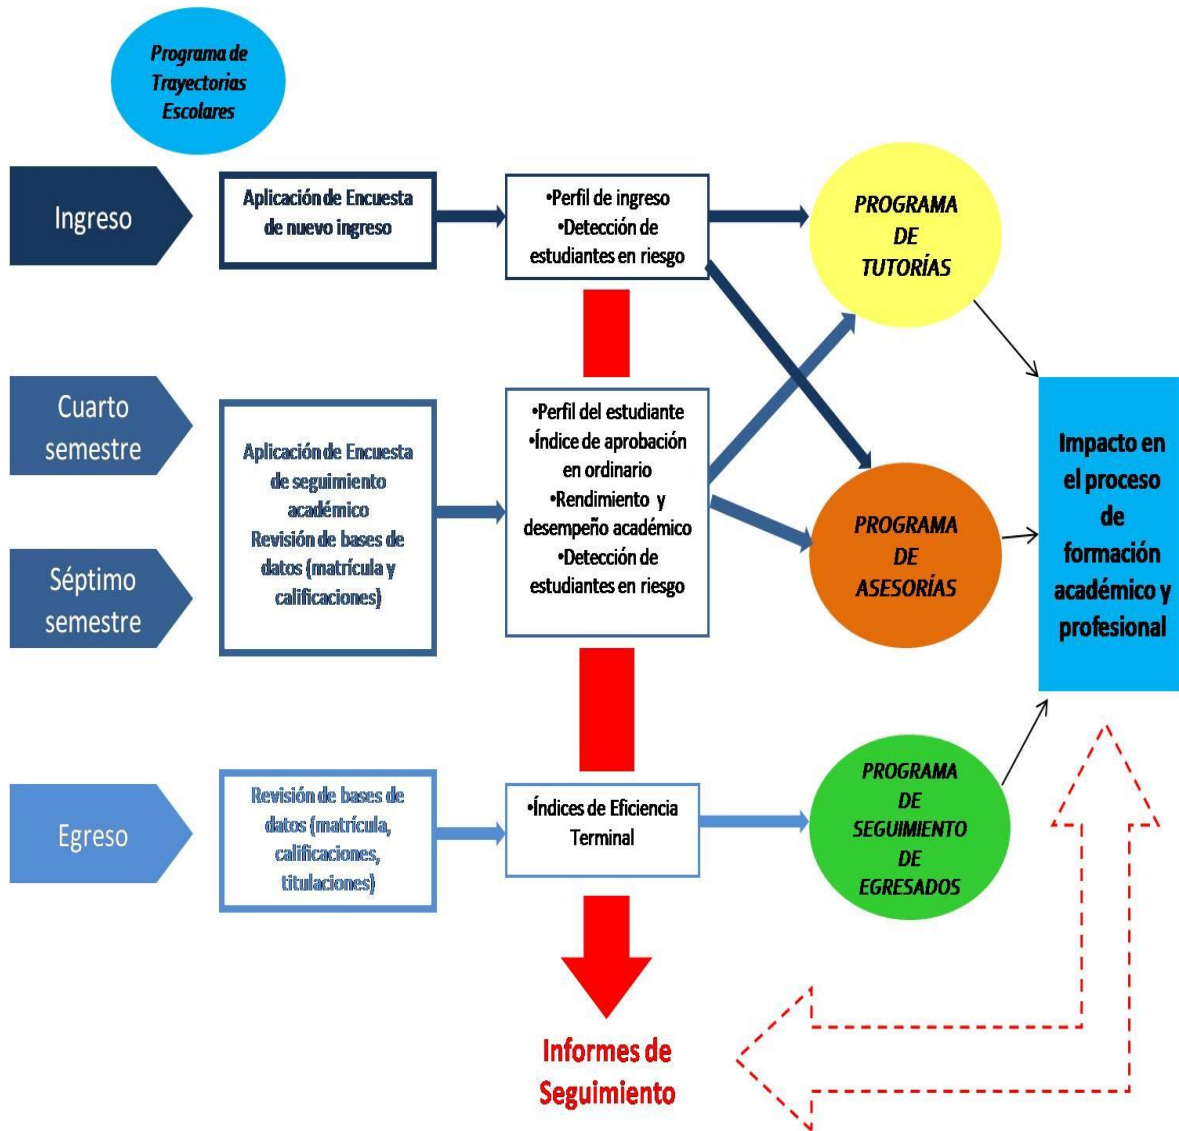 Programa de
Trayectorias
Escolares
Ingreso
Aplicación de Encuesta
de nuevo ingreso
•Perfil de ingreso
•Detección de
estudiantes en riesgo
PROGRAMA
DE
TUTORÍAS
Cuarto
semestre
Séptimo
semestre
Aplicación de Encuesta
de seguimiento
académico
Revisión de bases de
datos (matrícula y
calificaciones)
•Perfil del estudiante
•Índice de aprobación
en ordinario
•Rendimiento y
desempeño académico
•Detección de
estudiantes en riesgo
PROGRAMA
DE
ASESORÍAS
Impacto en
el proceso
de
formación
académico y
profesional
Egreso
Revisión de bases de
datos (matrícula,
calificaciones,
titulaciones)
•Índices de Eficiencia
Terminal
PROGRAMA
DE
SEGUIMIENTO
DE
EGRESADOS
Informes de
Seguimiento